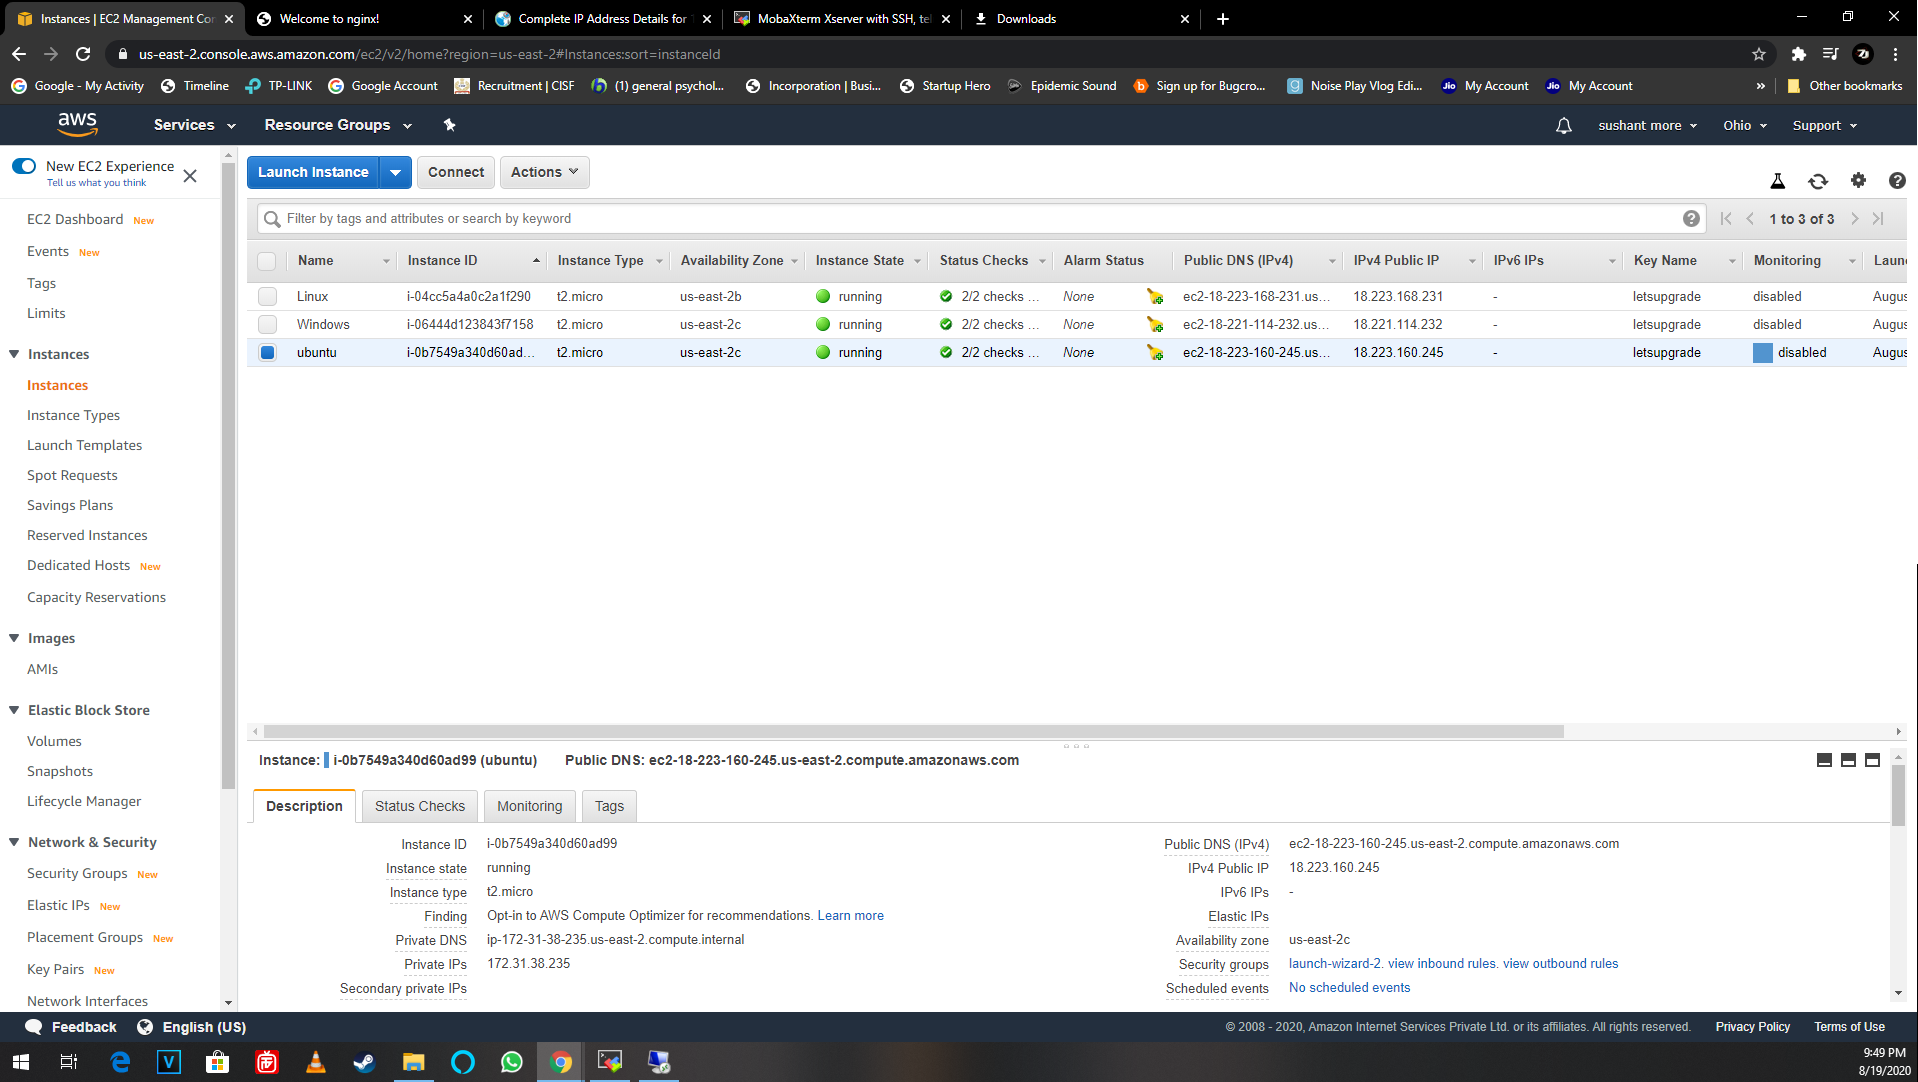 Instances | EC2 Management Con
Welcome to nginx!
Complete IP Address Details for
MobaXterm Xserver with SSH, tel
Downloads
us-east-2.console.aws.amazon.com/ec2/v2/home?region=us-east-2#Instances:sort=instanceId
Google - My Activity
Timeline
TP-LINK
Google Account
Recruitment | CISF
(1) general psychol...
Incorporation | Busi...
Startup Hero
Epidemic Sound
Sign up for Bugcro...
Noise Play Vlog Edi...
Jio My Account
Jio My Account
»
Other bookmarks
aws
Services
Resource Groups
sushant more
Ohio
Support
New EC2 Experience
Tell us what you think
EC2 Dashboard New
Events New
Tags
Limits
Instances
Instances
Instance Types
Launch Templates
Spot Requests
Savings Plans
Reserved Instances
Dedicated Hosts New
Capacity Reservations
Images
AMIs
Elastic Block Store
Volumes
Snapshots
Lifecycle Manager
Network & Security
Security Groups New
Elastic IPs New
Placement Groups New
Key Pairs New
Network Interfaces
Launch Instance
Connect
Actions
Filter by tags and attributes or search by keyword
1 to 3 of 3
Name Instance ID Instance Type Availability Zone Instance State Status Checks Alarm Status Public DNS (IPv4) IPv4 Public IP IPv6 IPs Key Name Monitoring Launc
Linux i-04cc5a4a0c2a1f290 t2.micro us-east-2b running 2/2 checks ... None ec2-18-223-168-231.us... 18.223.168.231 - letsupgrade disabled Augus
Windows i-06444d123843f7158 t2.micro us-east-2c running 2/2 checks ... None ec2-18-221-114-232.us... 18.221.114.232 - letsupgrade disabled Augus
ubuntu i-0b7549a340d60ad... t2.micro us-east-2c running 2/2 checks ... None ec2-18-223-160-245.us... 18.223.160.245 - letsupgrade disabled Augus
Instance: i-0b7549a340d60ad99 (ubuntu) Public DNS: ec2-18-223-160-245.us-east-2.compute.amazonaws.com
Description
Status Checks
Monitoring
Tags
Instance ID i-0b7549a340d60ad99
Instance state running
Instance type t2.micro
Finding Opt-in to AWS Compute Optimizer for recommendations. Learn more
Private DNS ip-172-31-38-235.us-east-2.compute.internal
Private IPs 172.31.38.235
Secondary private IPs
Public DNS (IPv4) ec2-18-223-160-245.us-east-2.compute.amazonaws.com
IPv4 Public IP 18.223.160.245
IPv6 IPs -
Elastic IPs
Availability zone us-east-2c
Security groups launch-wizard-2. view inbound rules. view outbound rules
Scheduled events No scheduled events
Feedback
English (US)
© 2008 - 2020, Amazon Internet Services Private Ltd. or its affiliates. All rights reserved.
Privacy Policy
Terms of Use
9:49 PM
8/19/2020